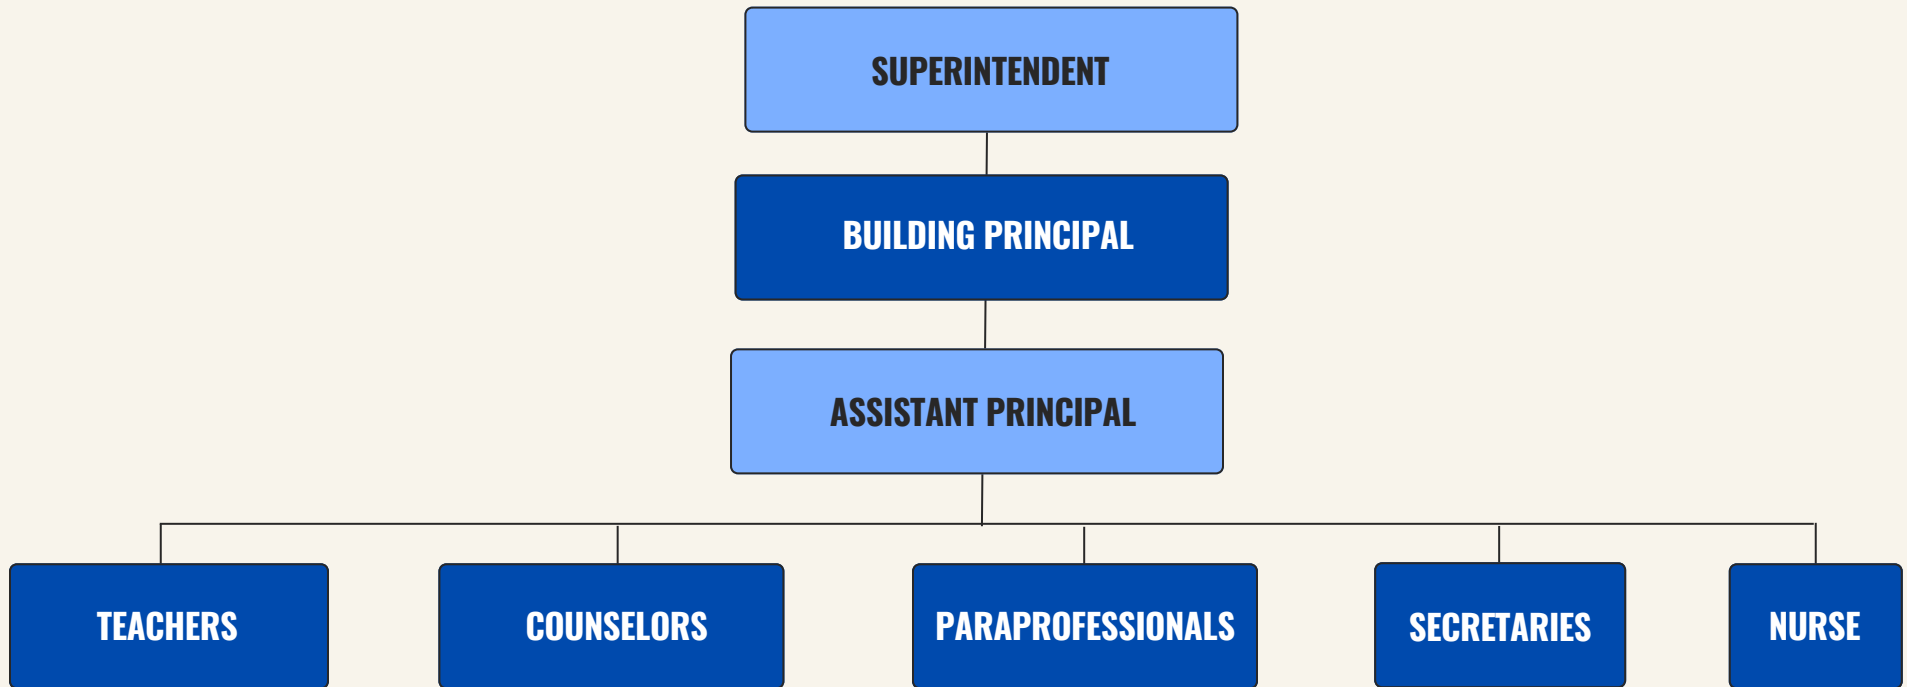 SUPERINTENDENT
BUILDING PRINCIPAL
ASSISTANT PRINCIPAL
TEACHERS
COUNSELORS
PARAPROFESSIONALS
SECRETARIES
NURSE